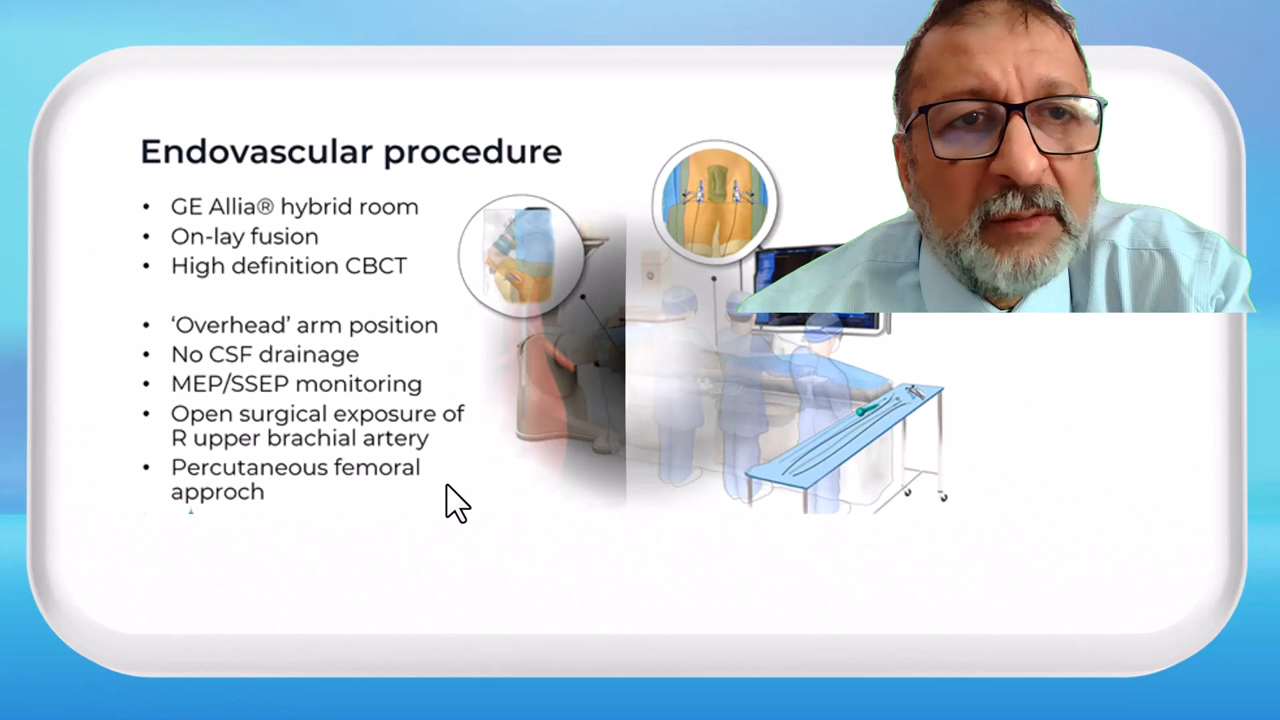 Endovascular procedure
• GE Allia® hybrid room
• On-lay fusion
• High definition CBCT
• ‘Overhead’ arm position
• No CSF drainage
• MEP/SSEP monitoring
• Open surgical exposure of
R upper brachial artery
• Percutaneous femoral
approch